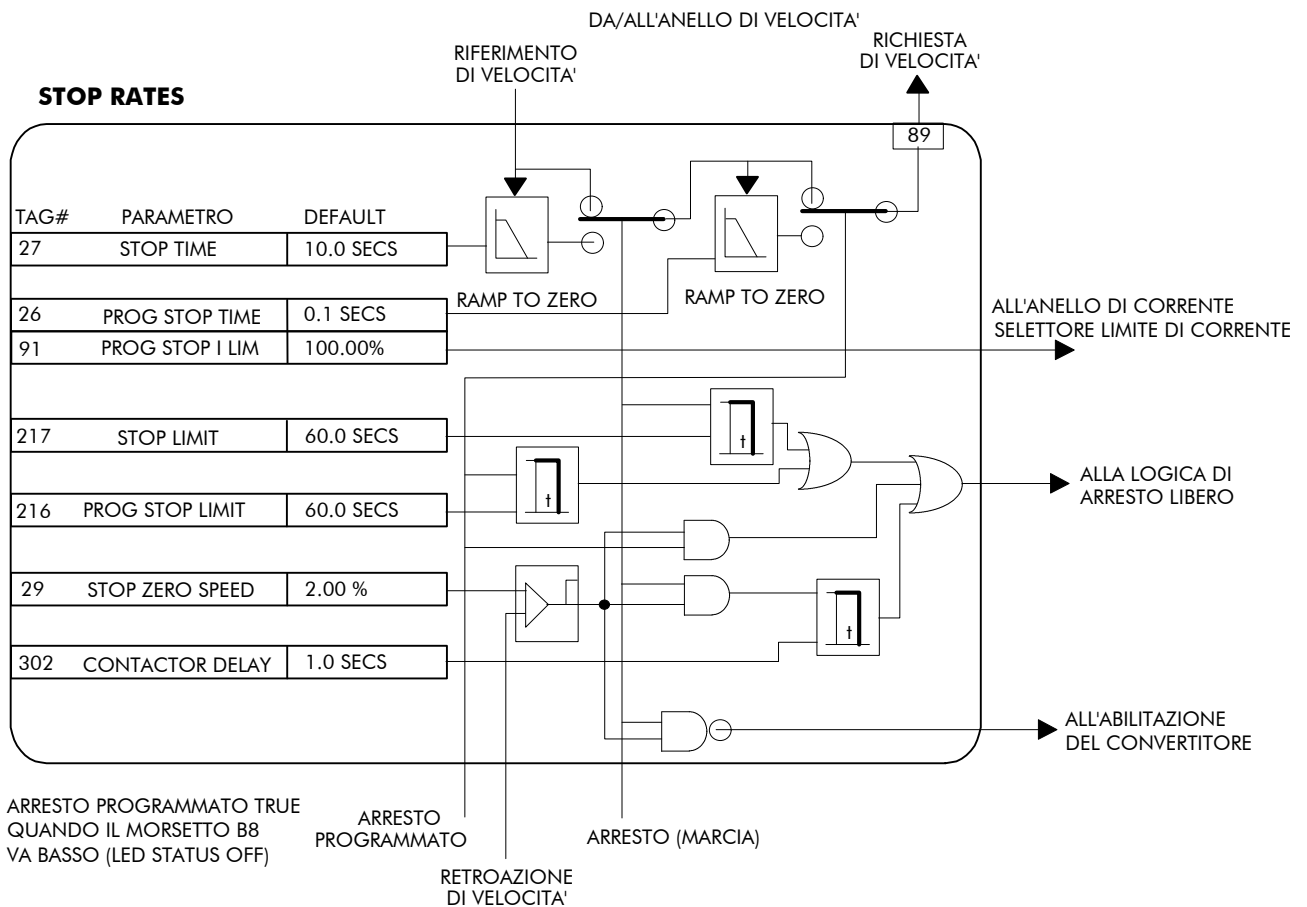 DA/ALL'ANELLO DI VELOCITA'
RIFERIMENTO
DI VELOCITA'
RICHIESTA
DI VELOCITA'
STOP RATES
89
TAG# PARAMETRO DEFAULT
27 STOP TIME 10.0 SECS
RAMP TO ZERO
RAMP TO ZERO
26 PROG STOP TIME 0.1 SECS
91 PROG STOP I LIM 100.00%
ALL'ANELLO DI CORRENTE
SELETTORE LIMITE DI CORRENTE
217 STOP LIMIT 60.0 SECS
t
t
216 PROG STOP LIMIT 60.0 SECS
ALLA LOGICA DI
ARRESTO LIBERO
29 STOP ZERO SPEED 2.00 %
t
302 CONTACTOR DELAY 1.0 SECS
ALL'ABILITAZIONE
DEL CONVERTITORE
ARRESTO PROGRAMMATO TRUE
QUANDO IL MORSETTO B8
VA BASSO (LED STATUS OFF)
ARRESTO
PROGRAMMATO
ARRESTO (MARCIA)
RETROAZIONE
DI VELOCITA'